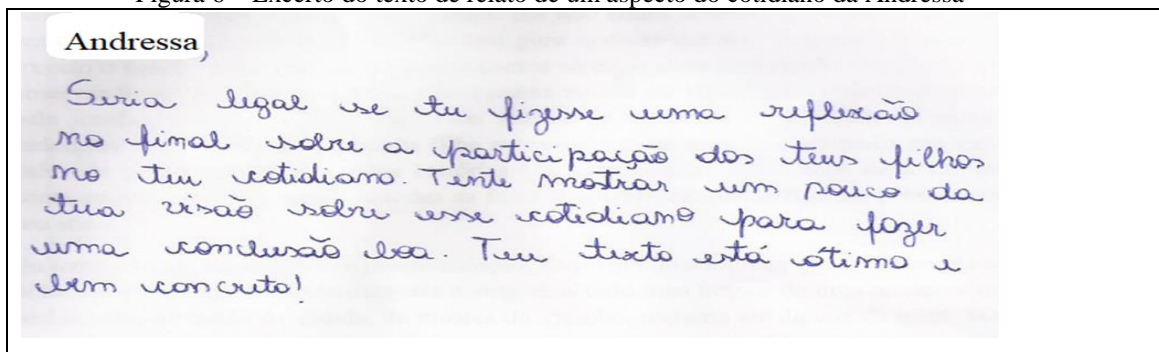 Figura 6 – Excerto do texto de relato de um aspecto do cotidiano da Andressa
Andressa,
Seria legal se tu fizesse uma reflexão
no final sobre a participação dos teus filhos
no teu cotidiano. Tente mostrar um pouco da
tua visão sobre esse cotidiano para fazer
uma conclusão boa. Teu texto está ótimo e
bem concreto!